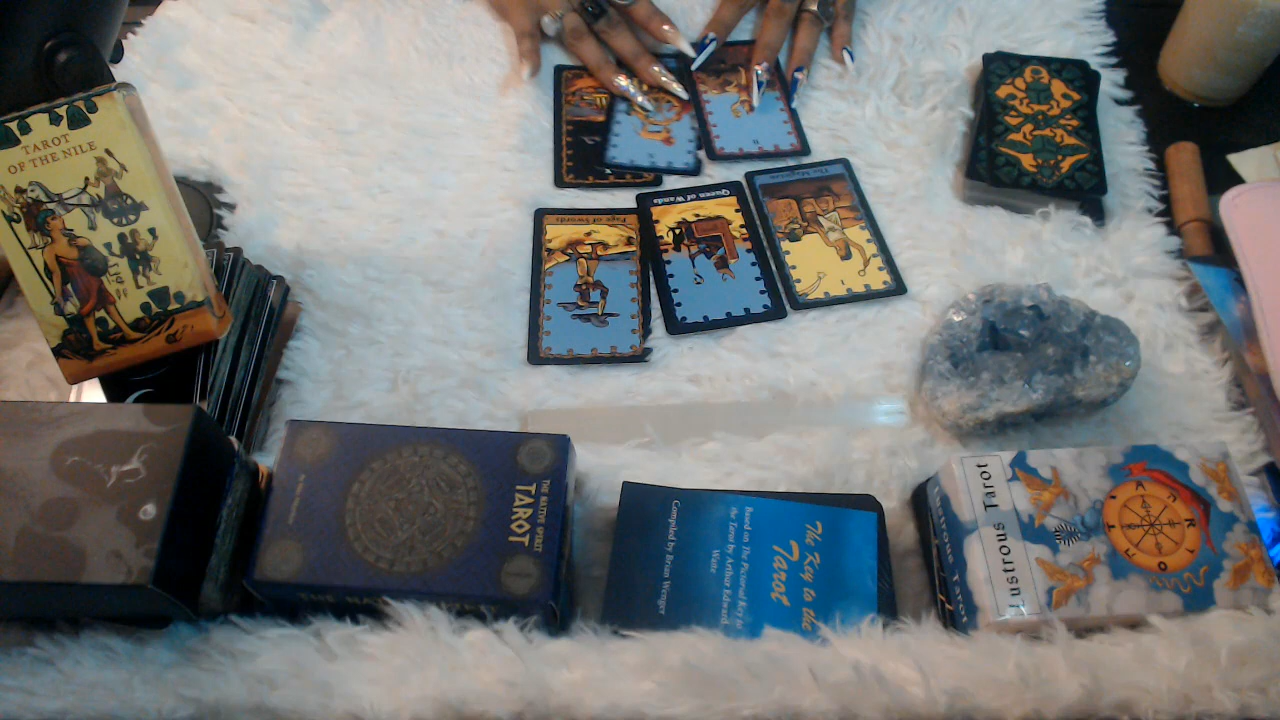 TAROT
OF THE NILE
The Magician
Queen of Wands
Page of Swords
THE NATIVE SPIRIT
TAROT
The Key to the
Tarot
Based on The Pictorial Key to
the Tarot by Arthur Edward
Waite
Compiled by Brian Wenger
Lustrous Tarot
Lustrous Tarot
T
A
R
O